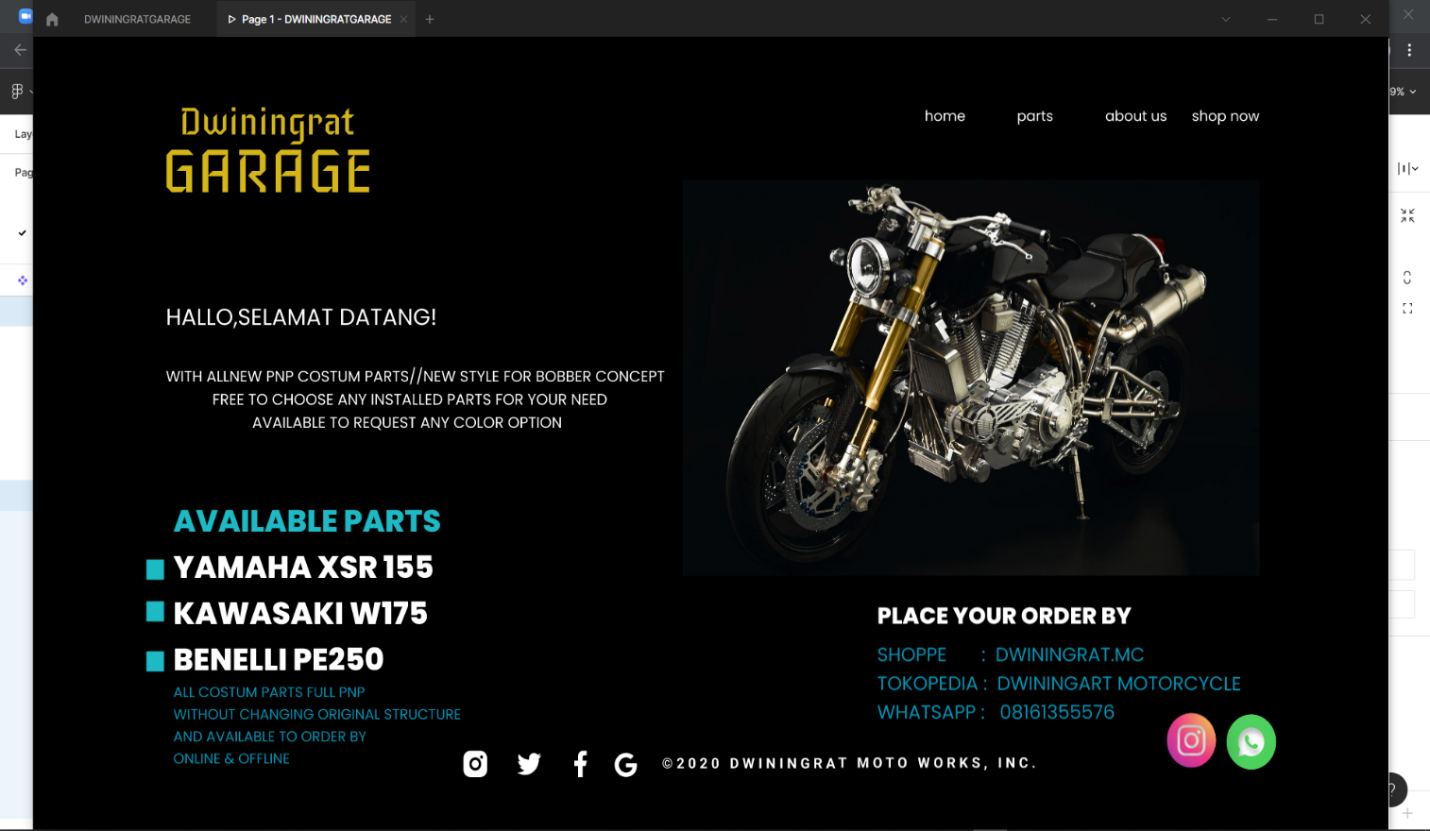 DWININGRATGARAGE
Page 1 - DWININGRATGARAGE
9%
Lay
Pag
Dwiningrat
GARAGE
home parts about us shop now
HALLO,SELAMAT DATANG!
WITH ALLNEW PNP COSTUM PARTS//NEW STYLE FOR BOBBER CONCEPT
FREE TO CHOOSE ANY INSTALLED PARTS FOR YOUR NEED
AVAILABLE TO REQUEST ANY COLOR OPTION
AVAILABLE PARTS
YAMAHA XSR 155
KAWASAKI W175
BENELLI PE250
ALL COSTUM PARTS FULL PNP
WITHOUT CHANGING ORIGINAL STRUCTURE
AND AVAILABLE TO ORDER BY
ONLINE & OFFLINE
PLACE YOUR ORDER BY
SHOPPE : DWININGRAT.MC
TOKOPEDIA : DWININGART MOTORCYCLE
WHATSAPP : 08161355576
©2020 DWININGRAT MOTO WORKS, INC.